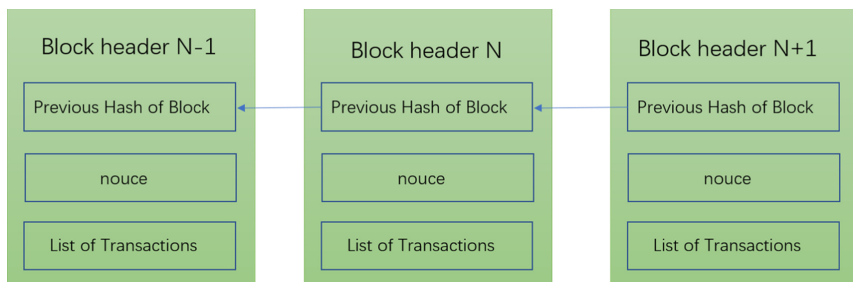 Block header N-1
Previous Hash of Block
nouce
List of Transactions
Block header N
Previous Hash of Block
nouce
List of Transactions
Block header N+1
Previous Hash of Block
nouce
List of Transactions